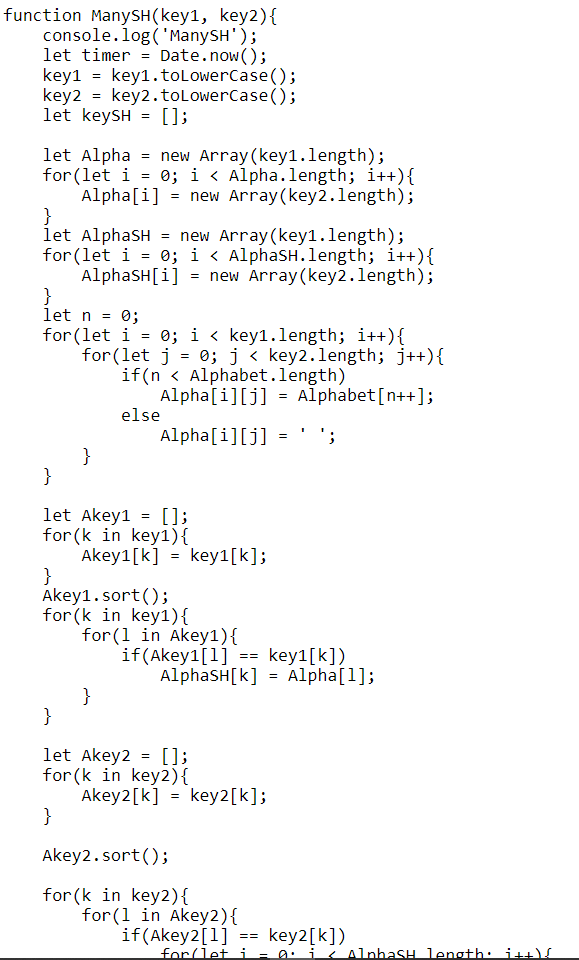 function ManySH(key1, key2){
    console.log('ManySH');
    let timer = Date.now();
    key1 = key1.toLowerCase();
    key2 = key2.toLowerCase();
    let keySH = [];

    let Alpha = new Array(key1.length);
    for(let i = 0; i < Alpha.length; i++){
        Alpha[i] = new Array(key2.length);
    }
    let AlphaSH = new Array(key1.length);
    for(let i = 0; i < AlphaSH.length; i++){
        AlphaSH[i] = new Array(key2.length);
    }
    let n = 0;
    for(let i = 0; i < key1.length; i++){
        for(let j = 0; j < key2.length; j++){
            if(n < Alphabet.length)
                Alpha[i][j] = Alphabet[n++];
            else
                Alpha[i][j] = ' ';
        }
    }

    let Akey1 = [];
    for(k in key1){
        Akey1[k] = key1[k];
    }
    Akey1.sort();
    for(k in key1){
        for(l in Akey1){
            if(Akey1[l] == key1[k])
                AlphaSH[k] = Alpha[l];
        }
    }

    let Akey2 = [];
    for(k in key2){
        Akey2[k] = key2[k];
    }

    Akey2.sort();

    for(k in key2){
        for(l in Akey2){
            if(Akey2[l] == key2[k])
                for(let i = 0; i < AlphaSH.length; i++){